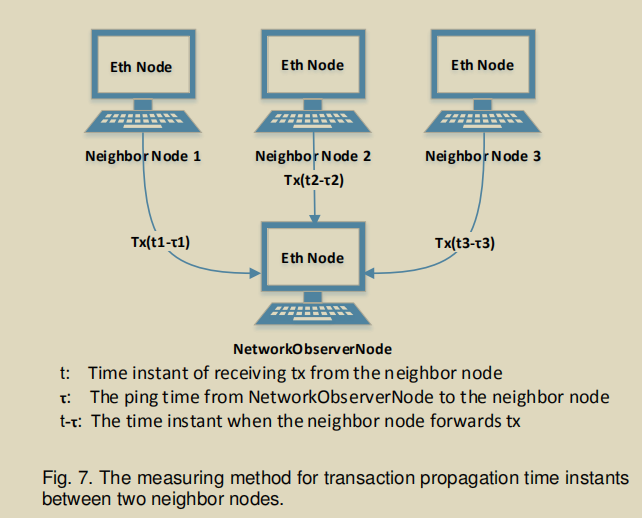 Eth Node
Eth Node
Eth Node
Neighbor Node 1
Neighbor Node 2
Neighbor Node 3
Tx(t2-τ2)
Tx(t1-τ1)
Tx(t3-τ3)
Eth Node
NetworkObserverNode
t: Time instant of receiving tx from the neighbor node
τ: The ping time from NetworkObserverNode to the neighbor node
t-τ: The time instant when the neighbor node forwards tx
Fig. 7. The measuring method for transaction propagation time instants
between two neighbor nodes.